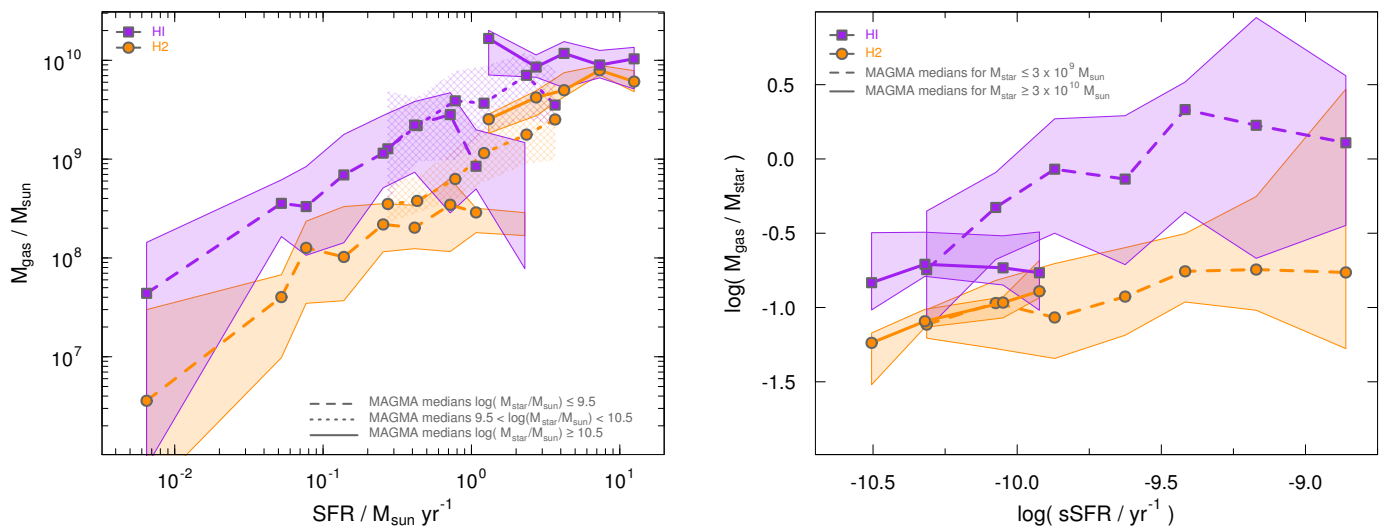 HI
H2
10^10
10^9
10^8
10^7
M_gas / M_sun
MAGMA medians log( M_star/M_sun) ≤ 9.5
MAGMA medians 9.5 < log(M_star/M_sun) < 10.5
MAGMA medians log( M_star/M_sun) ≥ 10.5
10^-2 10^-1 10^0 10^1
SFR / M_sun yr^-1
HI
H2
MAGMA medians for M_star ≤ 3 x 10^9 M_sun
MAGMA medians for M_star ≥ 3 x 10^10 M_sun
0.5
0.0
-0.5
-1.0
-1.5
log( M_gas / M_star)
-10.5 -10.0 -9.5 -9.0
log( sSFR / yr^-1 )